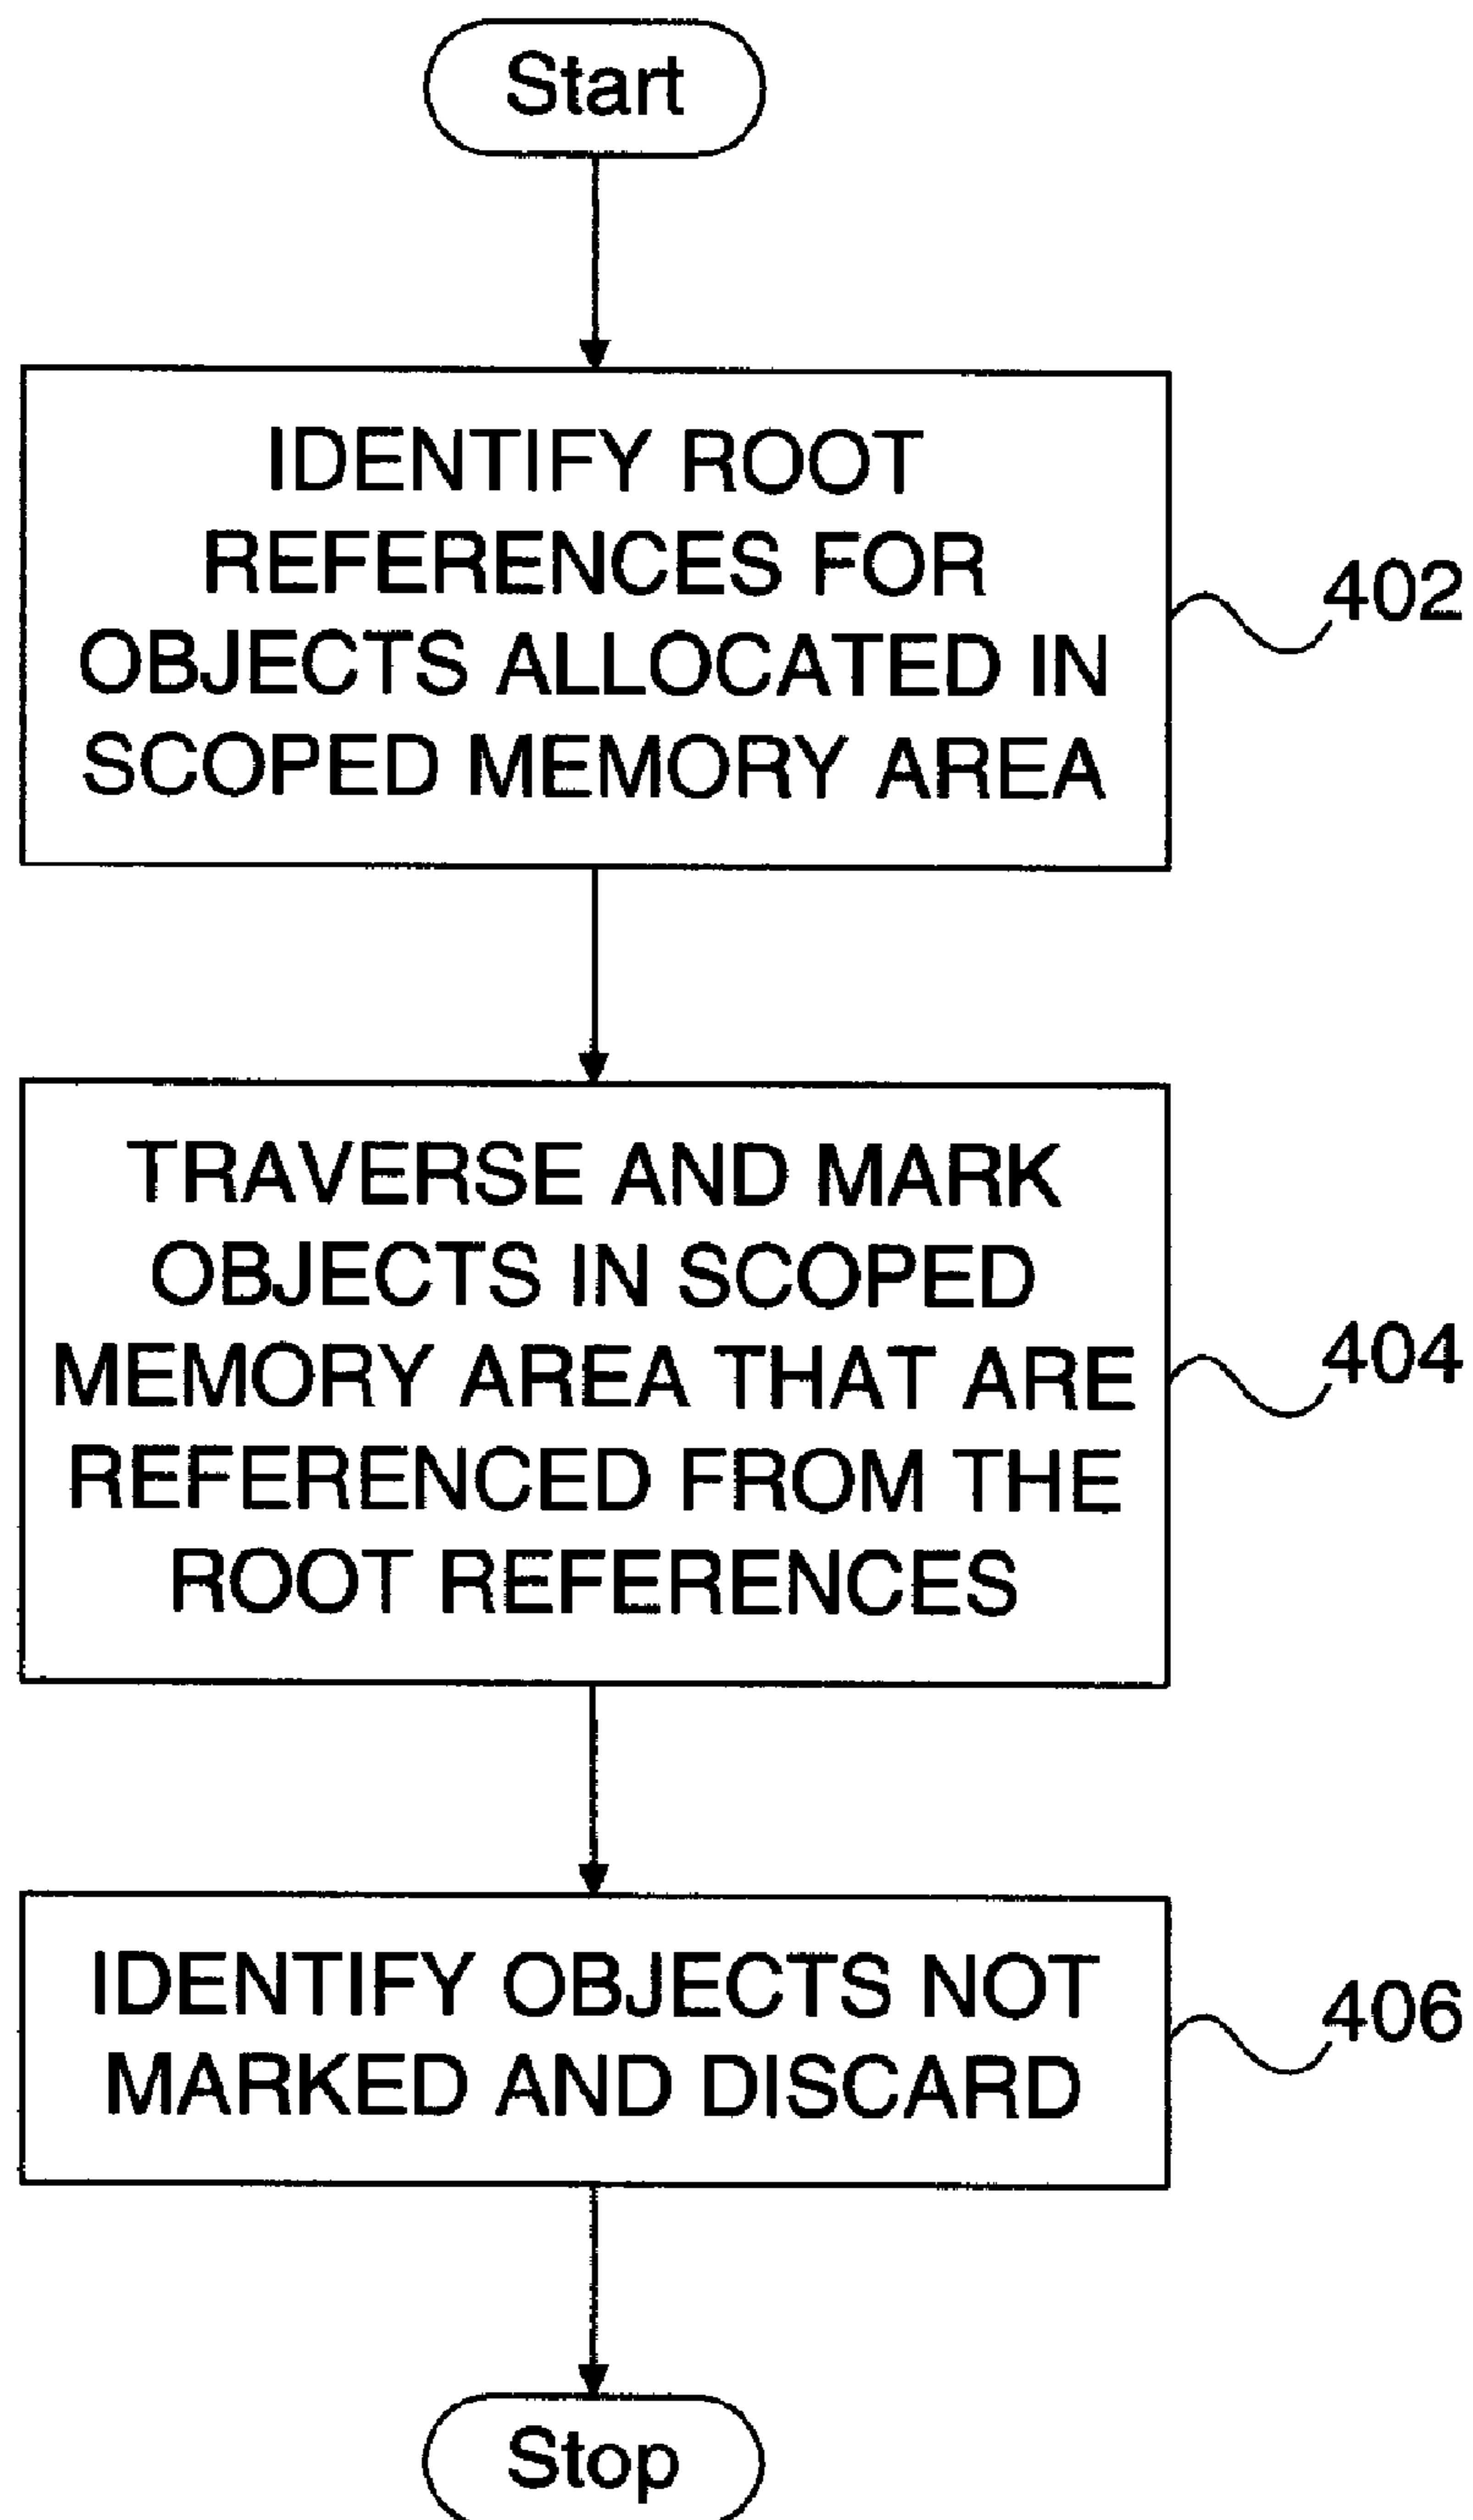 Start
IDENTIFY ROOT
REFERENCES FOR
OBJECTS ALLOCATED IN
SCOPED MEMORY AREA
402
TRAVERSE AND MARK
OBJECTS IN SCOPED
MEMORY AREA THAT ARE
REFERENCED FROM THE
ROOT REFERENCES
404
IDENTIFY OBJECTS NOT
MARKED AND DISCARD
406
Stop